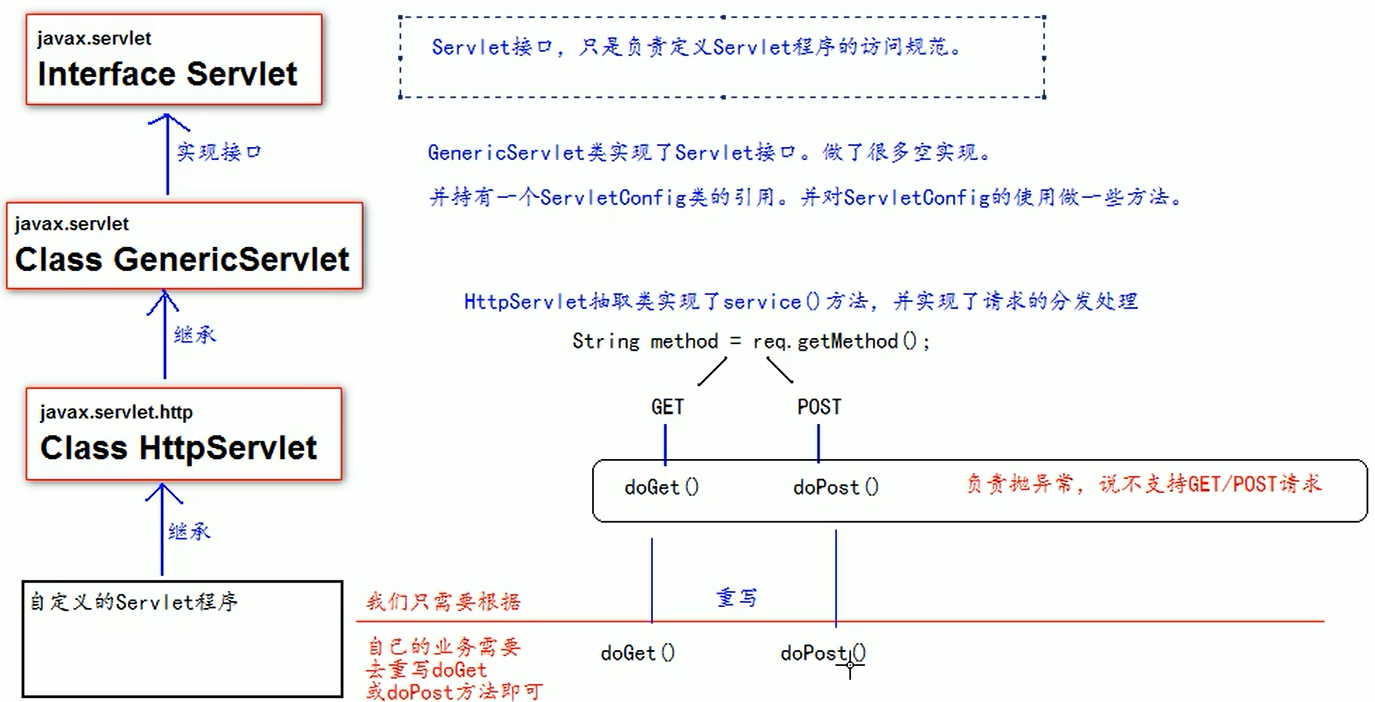 javax.servlet
Interface Servlet
Servlet接口，只是负责定义Servlet程序的访问规范。
实现接口
GenericServlet类实现了Servlet接口。做了很多空实现。
并持有一个ServletConfig类的引用。并对ServletConfig的使用做一些方法。
javax.servlet
Class GenericServlet
继承
HttpServlet抽取类实现了service()方法，并实现了请求的分发处理
String method = req.getMethod();
GET
POST
javax.servlet.http
Class HttpServlet
doGet()
doPost()
负责抛异常，说不支持GET/POST请求
继承
重写
自定义的Servlet程序
我们只需要根据
自己的业务需要
去重写doGet
或doPost方法即可
doGet()
doPost()